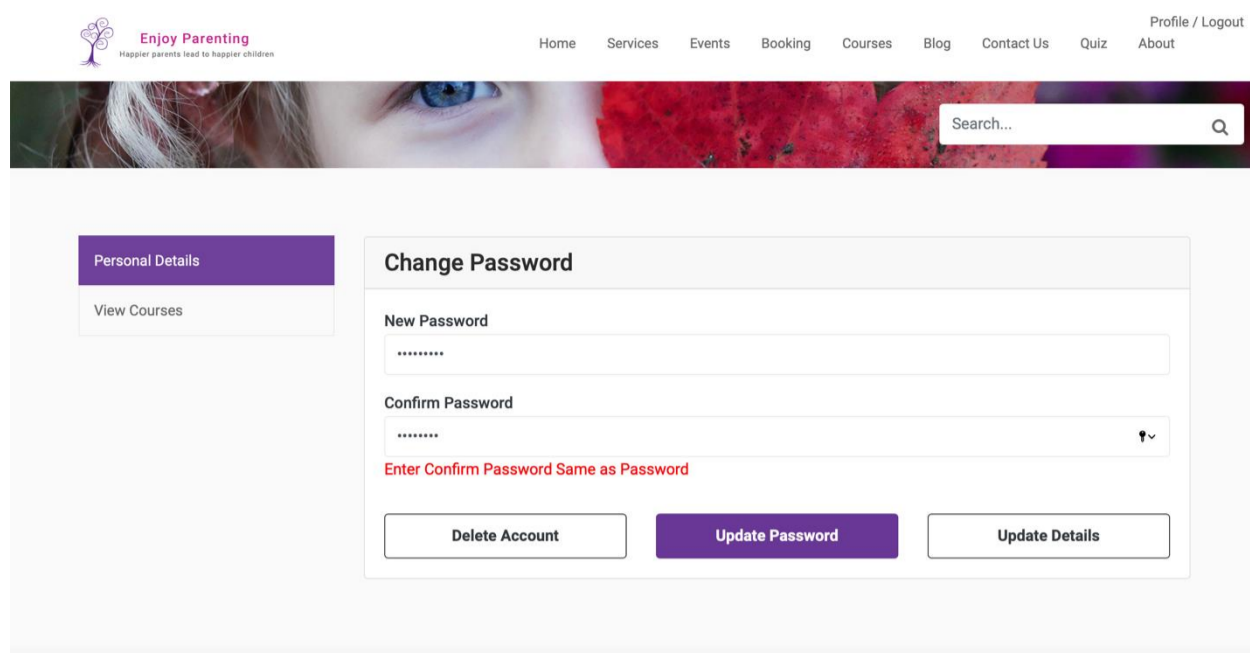 Profile / Logout
Enjoy Parenting
Happier parents lead to happier children
Home Services Events Booking Courses Blog Contact Us Quiz About
Search...
Personal Details
View Courses
Change Password
New Password
•••••••••
Confirm Password
••••••••
Enter Confirm Password Same as Password
Delete Account Update Password Update Details